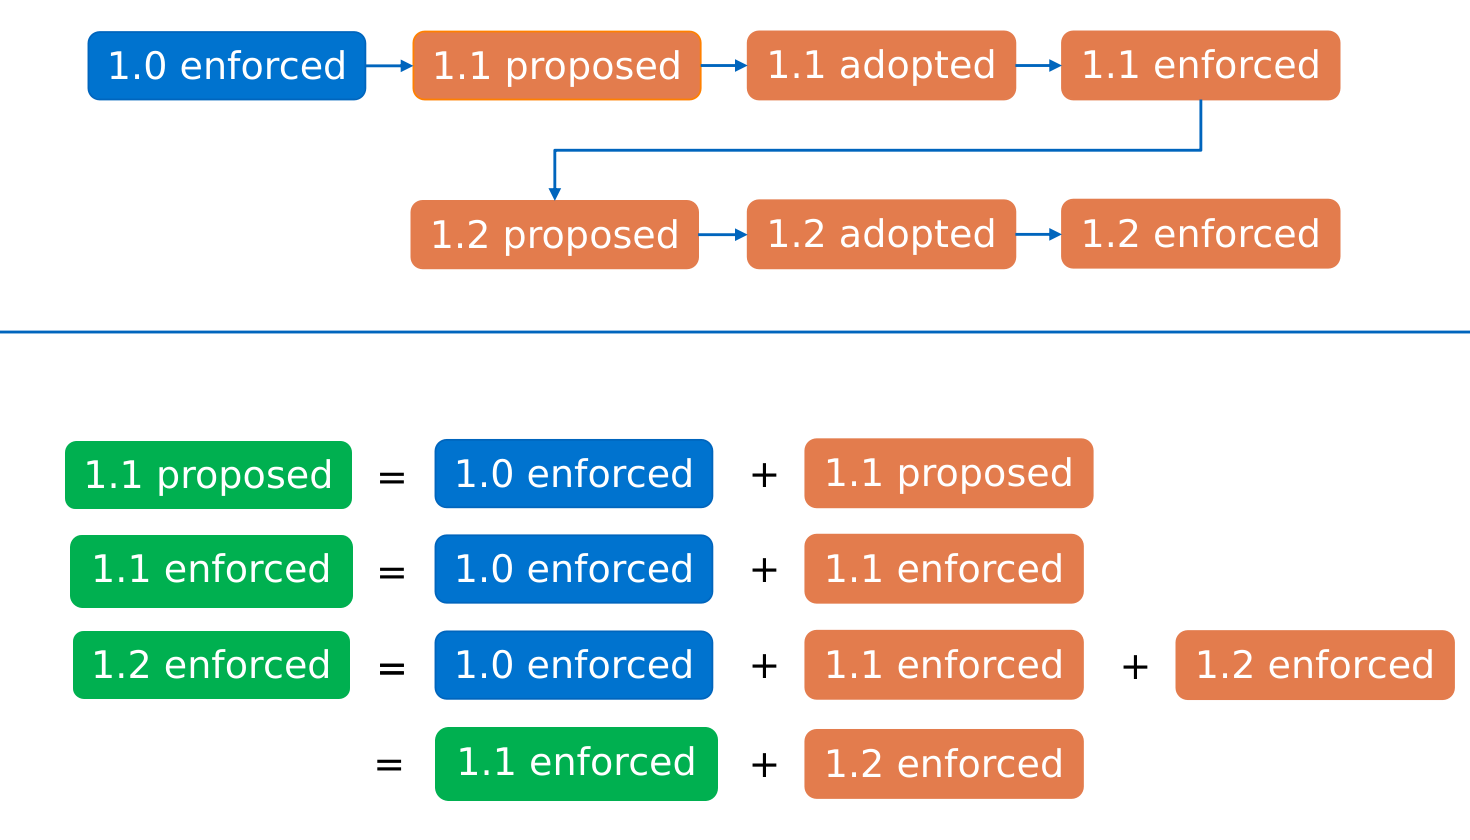 1.0 enforced 1.1 proposed 1.1 adopted 1.1 enforced
1.2 proposed 1.2 adopted 1.2 enforced
1.1 proposed = 1.0 enforced + 1.1 proposed
1.1 enforced = 1.0 enforced + 1.1 enforced
1.2 enforced = 1.0 enforced + 1.1 enforced + 1.2 enforced
= 1.1 enforced + 1.2 enforced